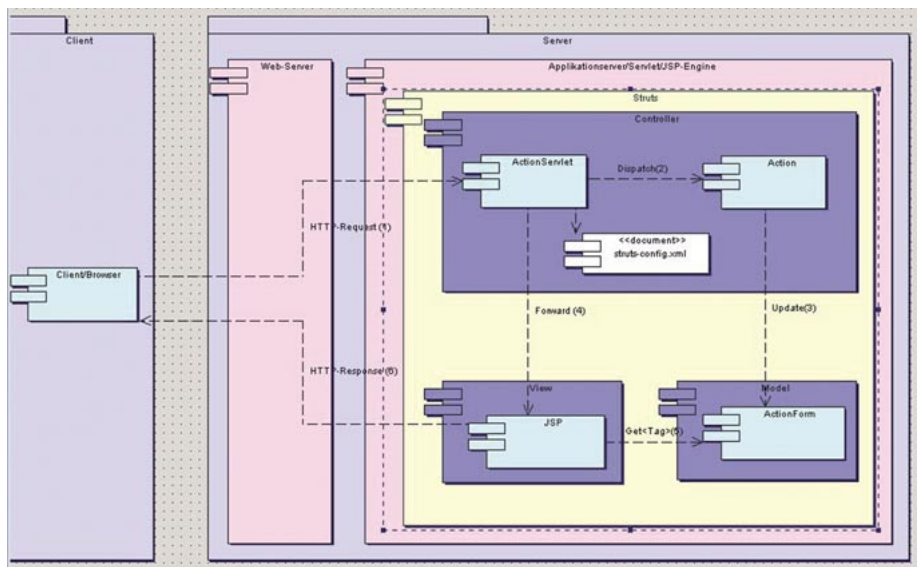 Client
Server
Web-Server
Applikationserver/Servlet/JSP-Engine
Struts
Controller
ActionServlet
Dispatch(2)
Action
HTTP-Request (1)
<<document>>
struts-config.xml
Client/Browser
Forward (4)
Update(3)
HTTP-Response (6)
View
Model
JSP
Get<Tag>(5)
ActionForm